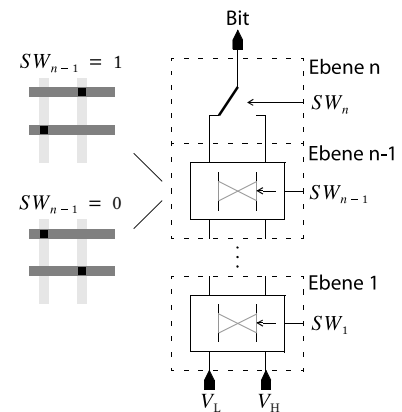 Bit
SW_{n−1} = 1
Ebene n
SW_n
Ebene n-1
SW_{n−1}
SW_{n−1} = 0
Ebene 1
SW_1
V_L
V_H